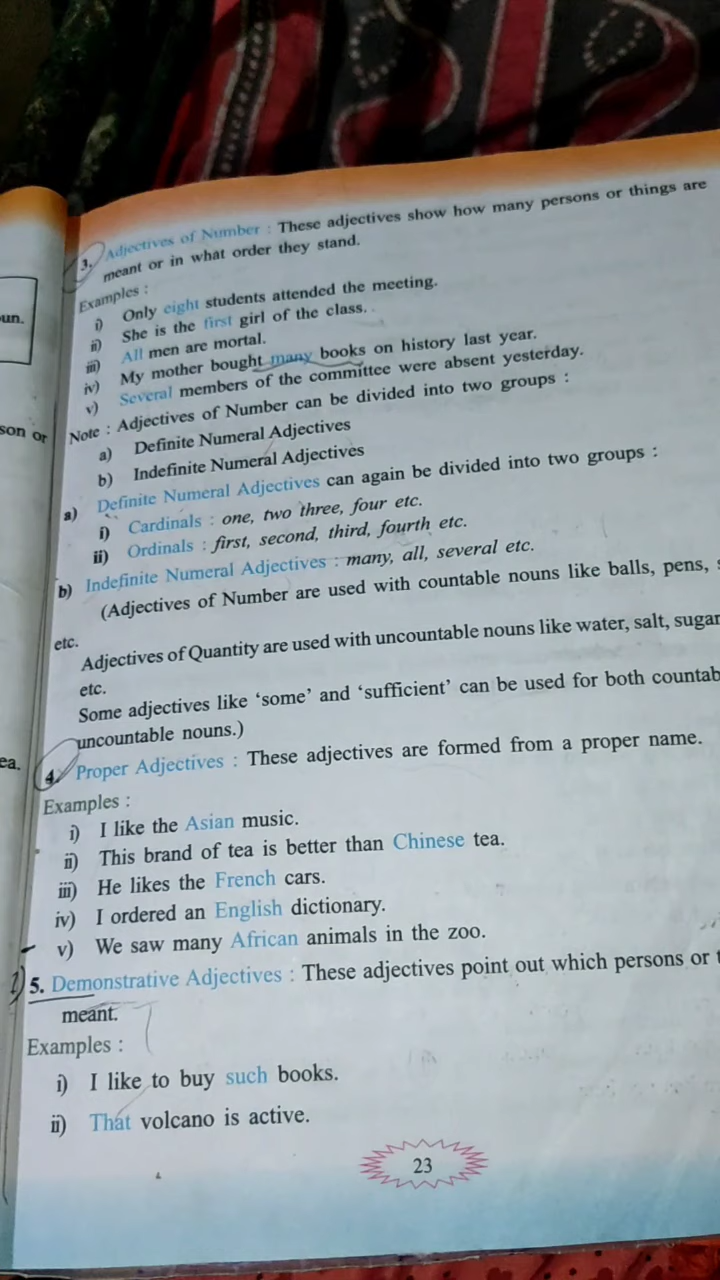 3. Adjectives of Number : These adjectives show how many persons or things are
meant or in what order they stand.
Examples :
i) Only eight students attended the meeting.
ii) She is the first girl of the class.
iii) All men are mortal.
iv) My mother bought many books on history last year.
v) Several members of the committee were absent yesterday.
Note : Adjectives of Number can be divided into two groups :
a) Definite Numeral Adjectives
b) Indefinite Numeral Adjectives
a) Definite Numeral Adjectives can again be divided into two groups :
i) Cardinals : one, two three, four etc.
ii) Ordinals : first, second, third, fourth etc.
b) Indefinite Numeral Adjectives : many, all, several etc.
(Adjectives of Number are used with countable nouns like balls, pens,
etc.
Adjectives of Quantity are used with uncountable nouns like water, salt, sugar
etc.
Some adjectives like ‘some’ and ‘sufficient’ can be used for both countab
uncountable nouns.)
4. Proper Adjectives : These adjectives are formed from a proper name.
Examples :
i) I like the Asian music.
ii) This brand of tea is better than Chinese tea.
iii) He likes the French cars.
iv) I ordered an English dictionary.
v) We saw many African animals in the zoo.
5. Demonstrative Adjectives : These adjectives point out which persons or t
meant.
Examples :
i) I like to buy such books.
ii) That volcano is active.
23
un.
son or
ea.